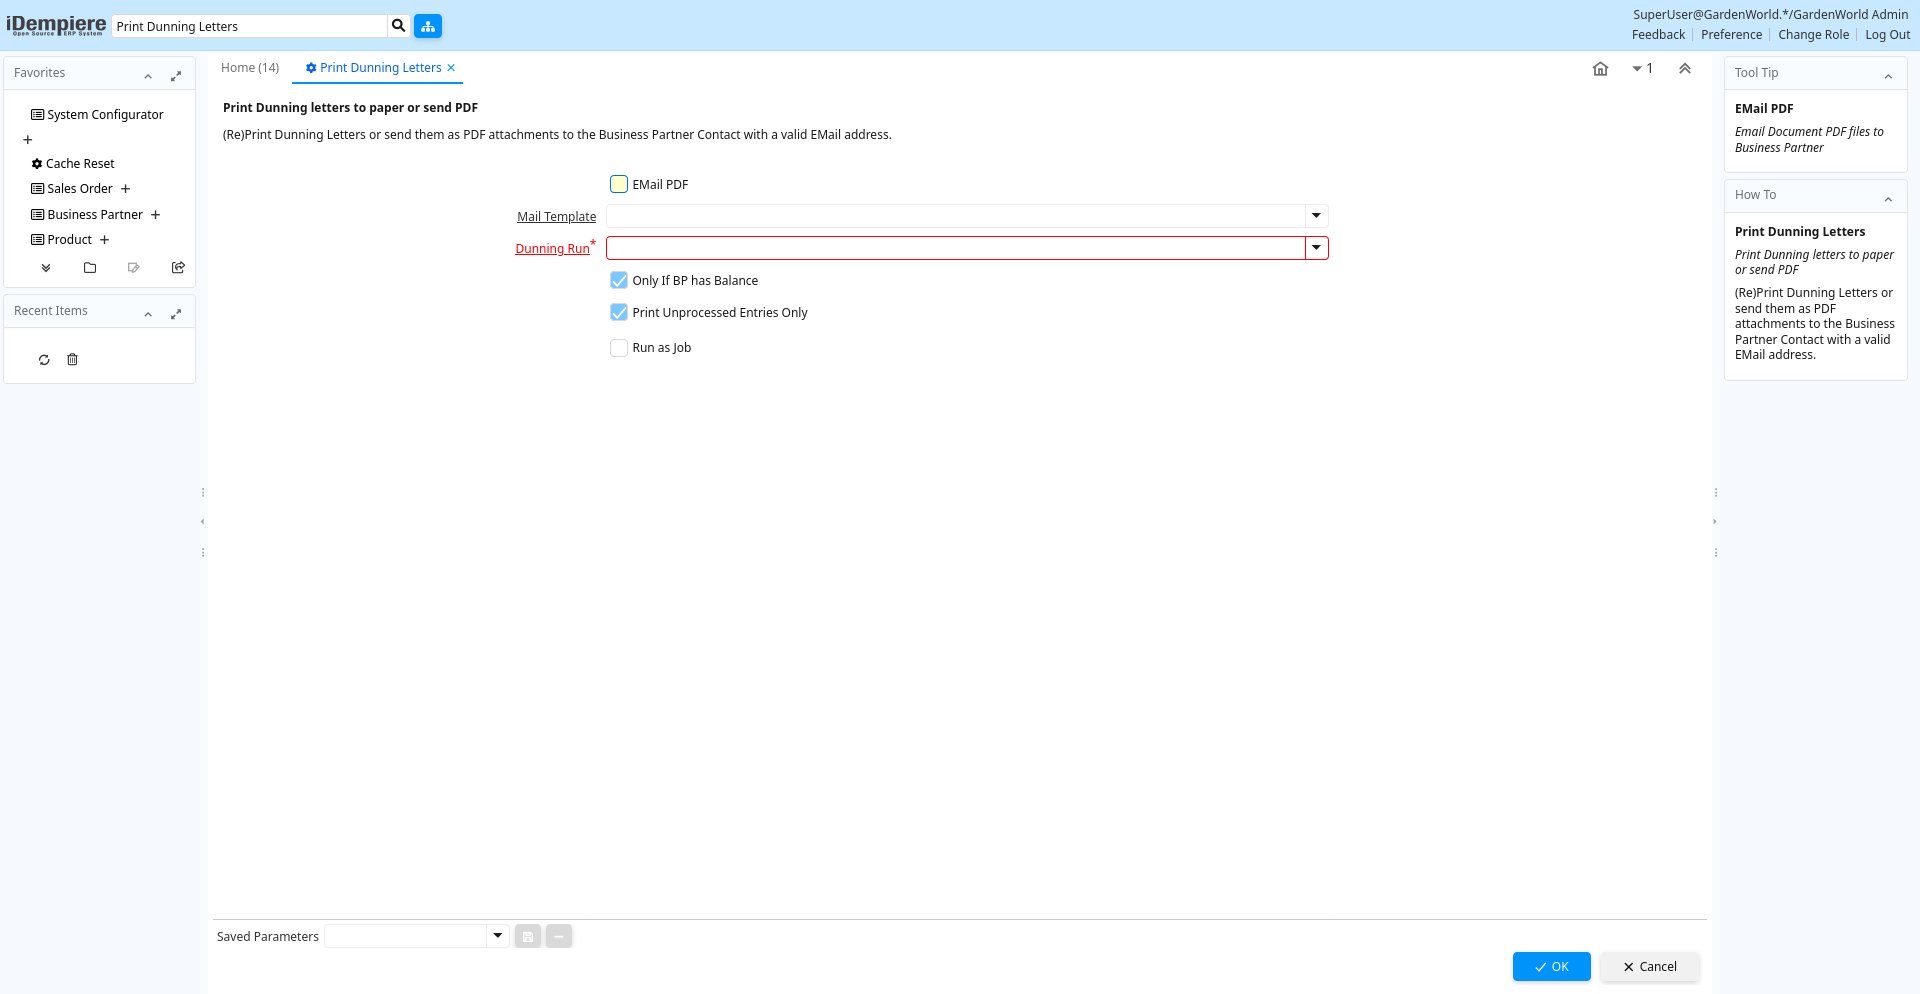 iDempiere
Open Source ERP System
Print Dunning Letters
SuperUser@GardenWorld.*/GardenWorld Admin
Feedback
Preference
Change Role
Log Out
Favorites
System Configurator
Cache Reset
Sales Order
Business Partner
Product
Recent Items
Home (14)
Print Dunning Letters
1
Print Dunning letters to paper or send PDF
(Re)Print Dunning Letters or send them as PDF attachments to the Business Partner Contact with a valid EMail address.
EMail PDF
Mail Template
Dunning Run*
Only If BP has Balance
Print Unprocessed Entries Only
Run as Job
Saved Parameters
OK
Cancel
Tool Tip
EMail PDF
Email Document PDF files to
Business Partner
How To
Print Dunning Letters
Print Dunning letters to paper
or send PDF
(Re)Print Dunning Letters or
send them as PDF
attachments to the Business
Partner Contact with a valid
EMail address.